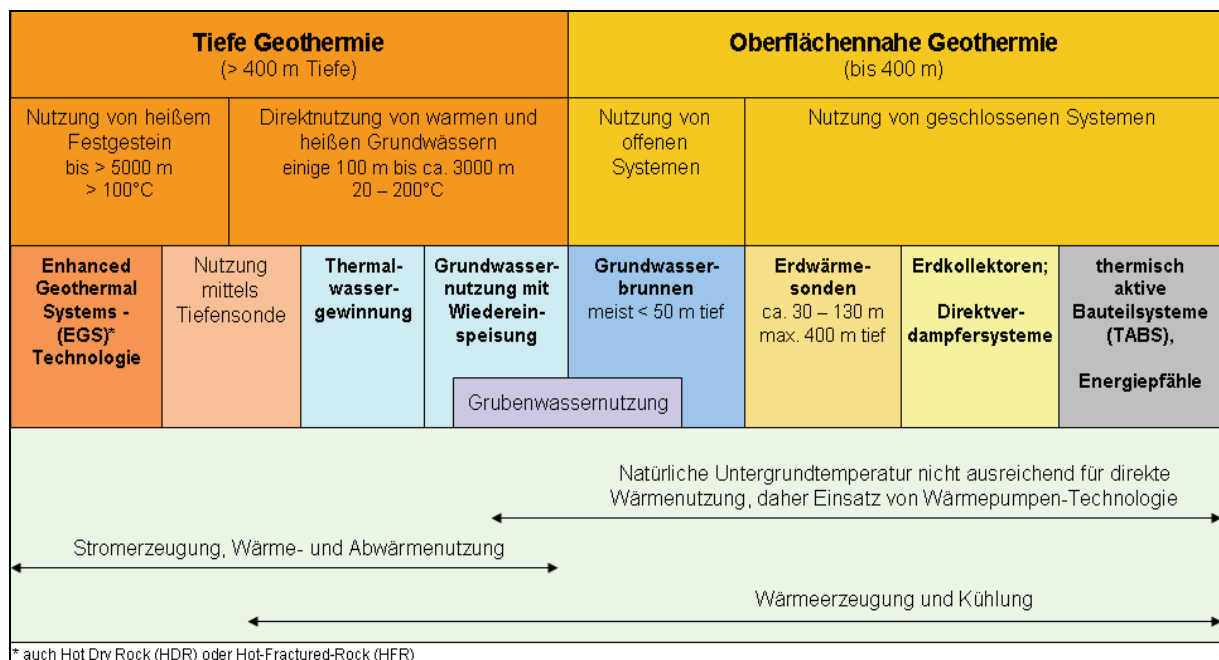 Tiefe Geothermie
(> 400 m Tiefe)
Oberflächennahe Geothermie
(bis 400 m)
Nutzung von heißem
Festgestein
bis > 5000 m
> 100°C
Direktnutzung von warmen und
heißen Grundwässern
einige 100 m bis ca. 3000 m
20 – 200°C
Nutzung von
offenen
Systemen
Nutzung von geschlossenen Systemen
Enhanced
Geothermal
Systems -
(EGS)*
Technologie
Nutzung
mittels
Tiefensonde
Thermal-
wasser-
gewinnung
Grundwasser-
nutzung mit
Wiederein-
speisung
Grundwasser-
brunnen
meist < 50 m tief
Erdwärme-
sonden
ca. 30 – 130 m
max. 400 m tief
Erdkollektoren;
Direktver-
dampfersysteme
thermisch
aktive
Bauteilsysteme
(TABS),
Energiepfähle
Grubenwassernutzung
Natürliche Untergrundtemperatur nicht ausreichend für direkte
Wärmenutzung, daher Einsatz von Wärmepumpen-Technologie
Stromerzeugung, Wärme- und Abwärmenutzung
Wärmeerzeugung und Kühlung
* auch Hot Dry Rock (HDR) oder Hot-Fractured-Rock (HFR)